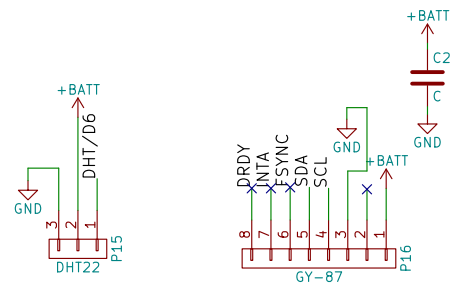 +BATT
C2
C
GND
+BATT
DHT/D6
GND
3
2
1
P15
DHT22
DRDY
INTA
FSYNC
SDA
SCL
GND
+BATT
8
7
6
5
4
3
2
1
P16
GY-87